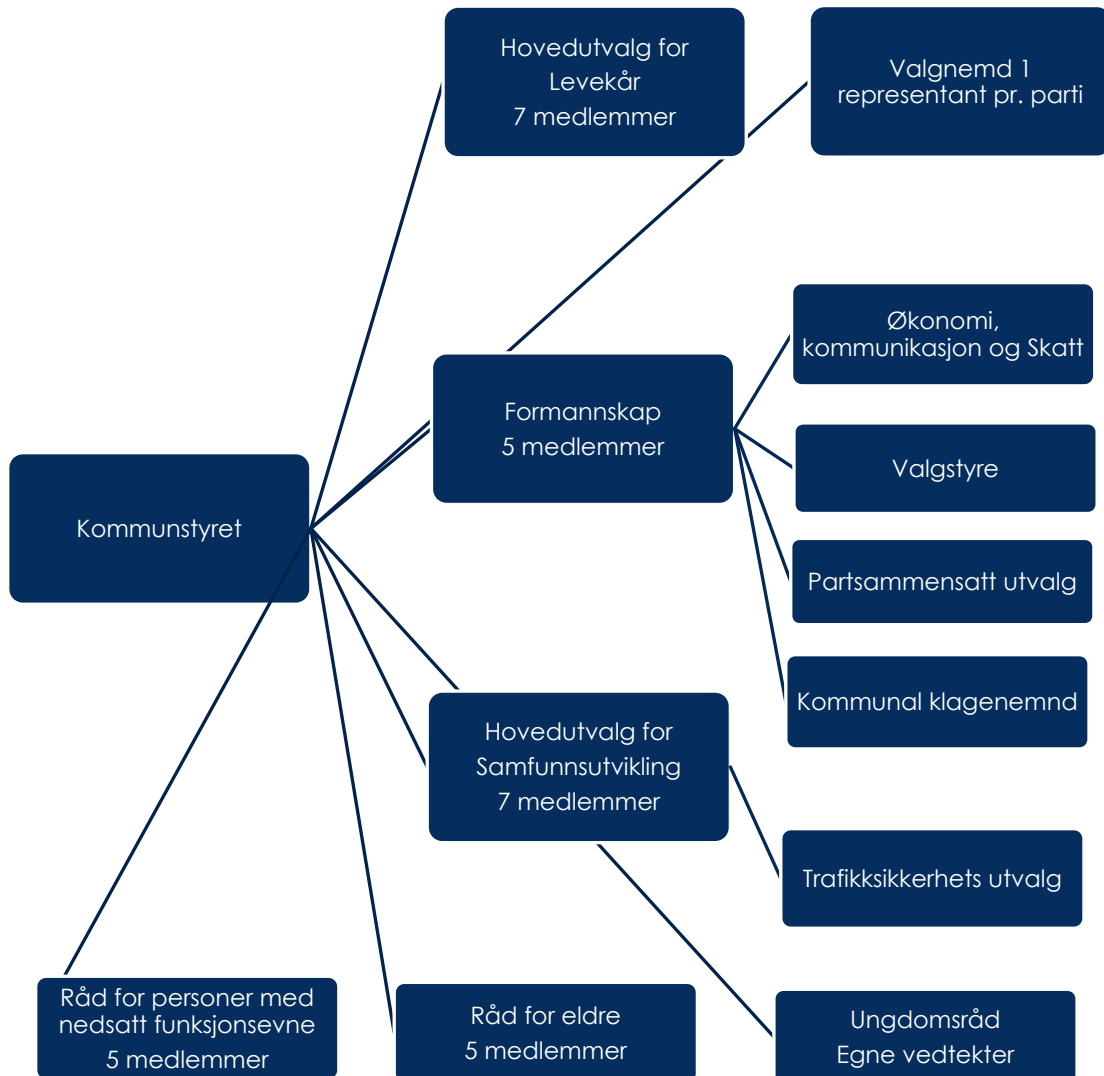 Hovedutvalg for
Levekår
7 medlemmer
Valgnemd 1
representant pr. parti
Økonomi,
kommunikasjon og Skatt
Formannskap
5 medlemmer
Valgstyre
Kommunstyret
Partsammensatt utvalg
Kommunal klagenemnd
Hovedutvalg for
Samfunnsutvikling
7 medlemmer
Trafikksikkerhets utvalg
Råd for personer med
nedsatt funksjonsevne
5 medlemmer
Råd for eldre
5 medlemmer
Ungdomsråd
Egne vedtekter